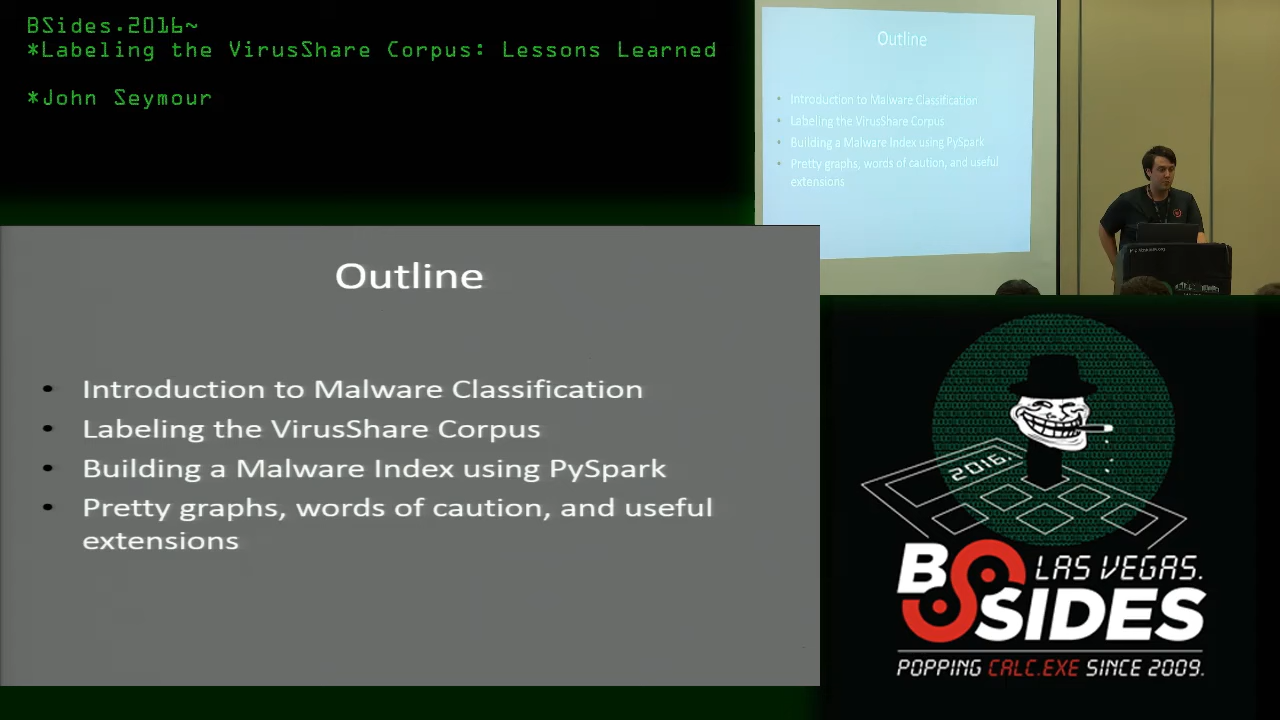 BSides.2016~
*Labeling the VirusShare Corpus: Lessons Learned
*John Seymour
Outline
• Introduction to Malware Classification
• Labeling the VirusShare Corpus
• Building a Malware Index using PySpark
• Pretty graphs, words of caution, and useful
extensions
Outline
• Introduction to Malware Classification
• Labeling the VirusShare Corpus
• Building a Malware Index using PySpark
• Pretty graphs, words of caution, and useful
extensions
2016.
BSIDES
LAS VEGAS.
POPPING CALC.EXE SINCE 2009.